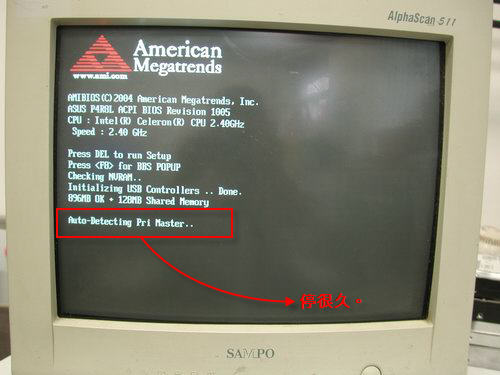 AlphaScan 511
American
Megatrends
www.ami.com
AMIBIOS(C)2004 American Megatrends, Inc.
ASUS P4R8L ACPI BIOS Revision 1005
CPU : Intel(R) Celeron(R) CPU 2.40GHz
Speed : 2.40 GHz
Press DEL to run Setup
Press <F8> for BBS POPUP
Checking NVRAM..
Initializing USB Controllers .. Done.
896MB OK + 128MB Shared Memory
Auto-Detecting Pri Master..
停很久。
SAMPO